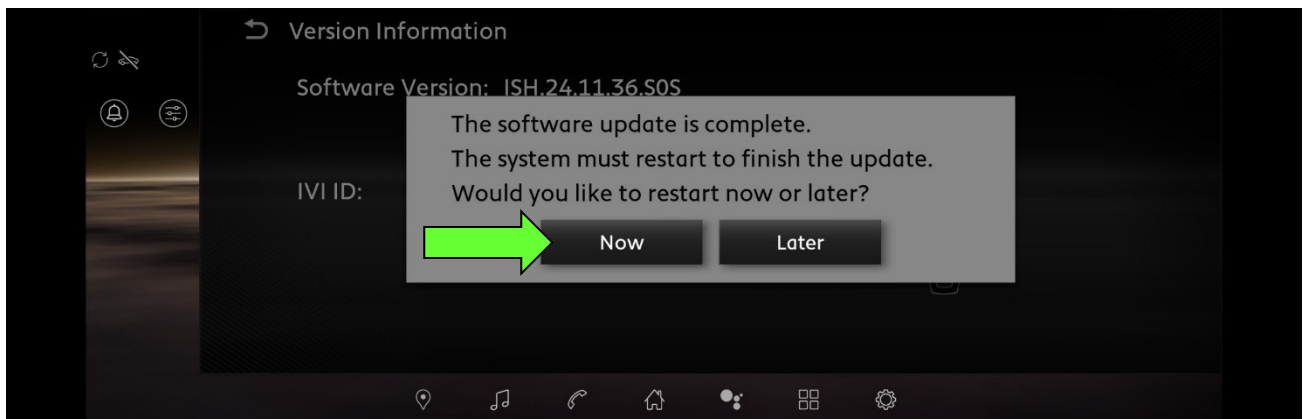 Version Information
Software Version: ISH.24.11.36.S0S
The software update is complete.
The system must restart to finish the update.
IVI ID:
Would you like to restart now or later?
Now Later